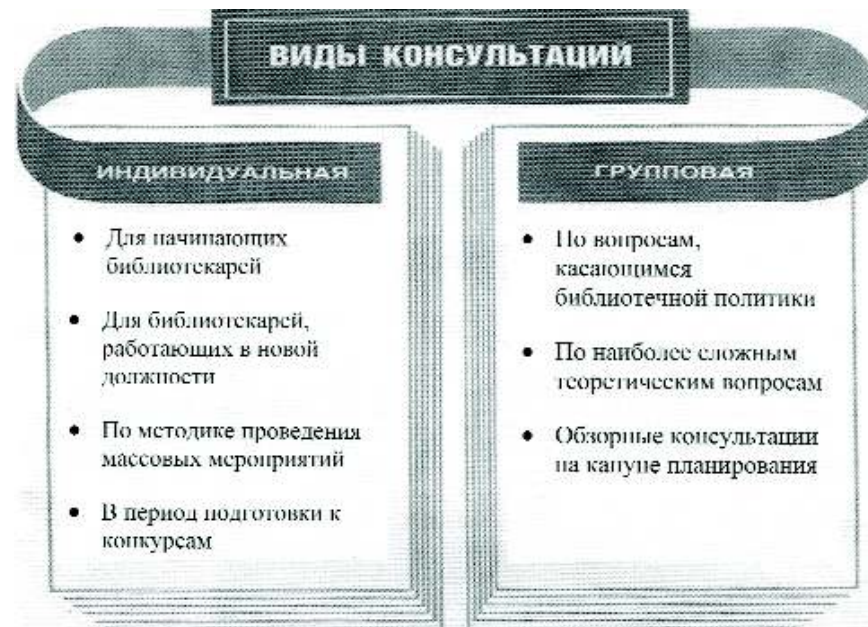 ВИДЫ КОНСУЛЬТАЦИЙ
ИНДИВИДУАЛЬНАЯ
• Для начинающих
библиотекарей
• Для библиотекарей,
работающих в новой
должности
• По методике проведения
массовых мероприятий
• В период подготовки к
конкурсам
ГРУППОВАЯ
• По вопросам,
касающимся
библиотечной политики
• По наиболее сложным
теоретическим вопросам
• Обзорные консультации
на кануне планирования